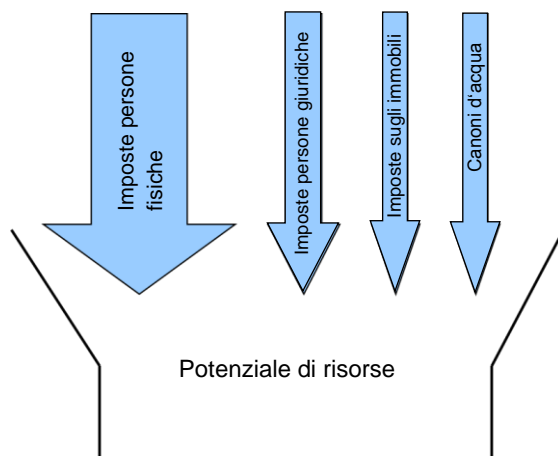 Imposte persone
fisiche
Imposte persone giuridiche
Imposte sugli immobili
Canoni d'acqua
Potenziale di risorse